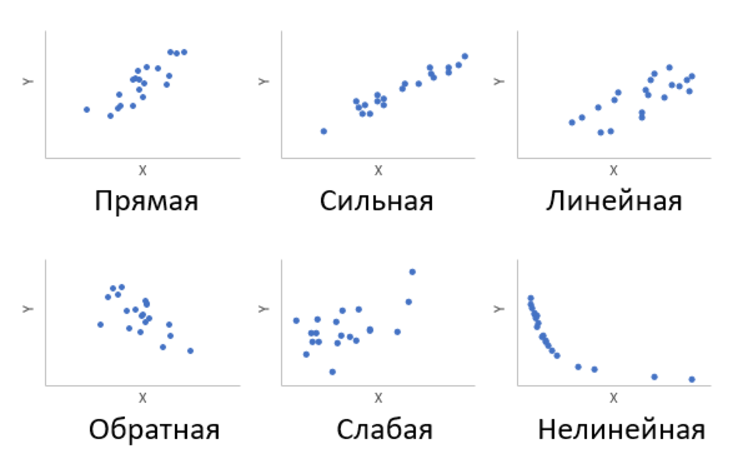 Y Y Y
X X X
Прямая Сильная Линейная
Y Y Y
X X X
Обратная Слабая Нелинейная